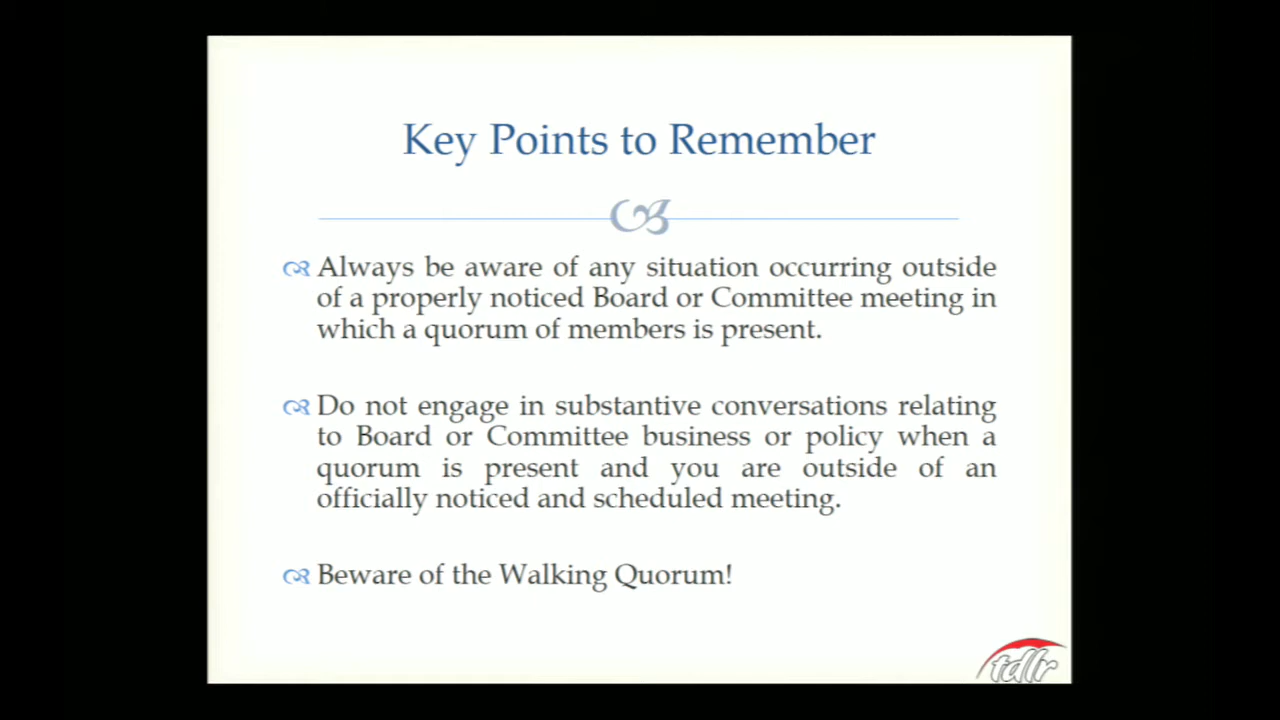 Key Points to Remember
Always be aware of any situation occurring outside
of a properly noticed Board or Committee meeting in
which a quorum of members is present.
Do not engage in substantive conversations relating
to Board or Committee business or policy when a
quorum is present and you are outside of an
officially noticed and scheduled meeting.
Beware of the Walking Quorum!
tdlr